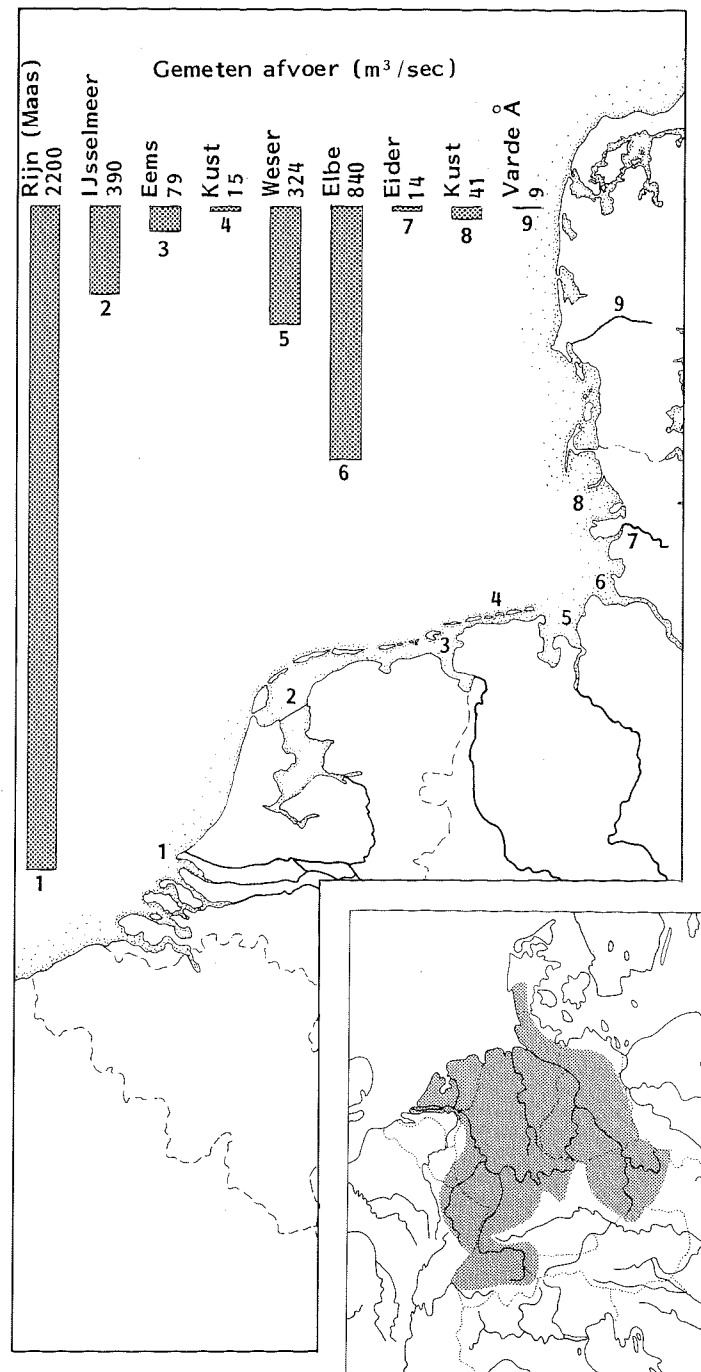 Gemeten afvoer (m³/sec)
Rijn (Maas)
2200
IJsselmeer
390
Eems
79
Kust
15
Weser
324
Elbe
840
Eider
14
Kust
41
Varde Å
9
1
2
3
4
5
6
7
8
9
9
8
7
6
5
4
3
2
1